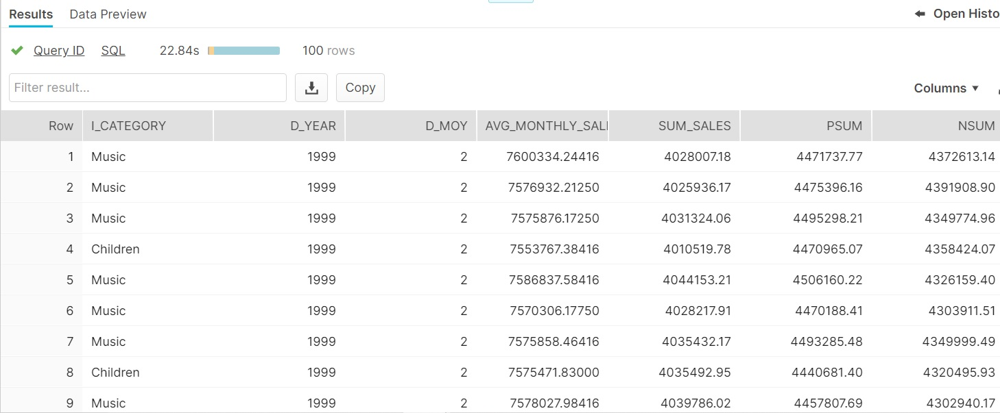 Results Data Preview Open Histo
Query ID SQL 22.84s 100 rows
Filter result... Copy Columns
Row I_CATEGORY D_YEAR D_MOY AVG_MONTHLY_SALI SUM_SALES PSUM NSUM
1 Music 1999 2 7600334.24416 4028007.18 4471737.77 4372613.14
2 Music 1999 2 7576932.21250 4025936.17 4475396.16 4391908.90
3 Music 1999 2 7575876.17250 4031324.06 4495298.21 4349774.96
4 Children 1999 2 7553767.38416 4010519.78 4470965.07 4358424.07
5 Music 1999 2 7586837.58416 4044153.21 4506160.22 4326159.40
6 Music 1999 2 7570306.17750 4028217.91 4470188.41 4303911.51
7 Music 1999 2 7575858.46416 4035432.17 4493285.48 4349999.49
8 Children 1999 2 7575471.83000 4035492.95 4440681.40 4320495.93
9 Music 1999 2 7578027.98416 4039786.02 4457807.69 4302940.17